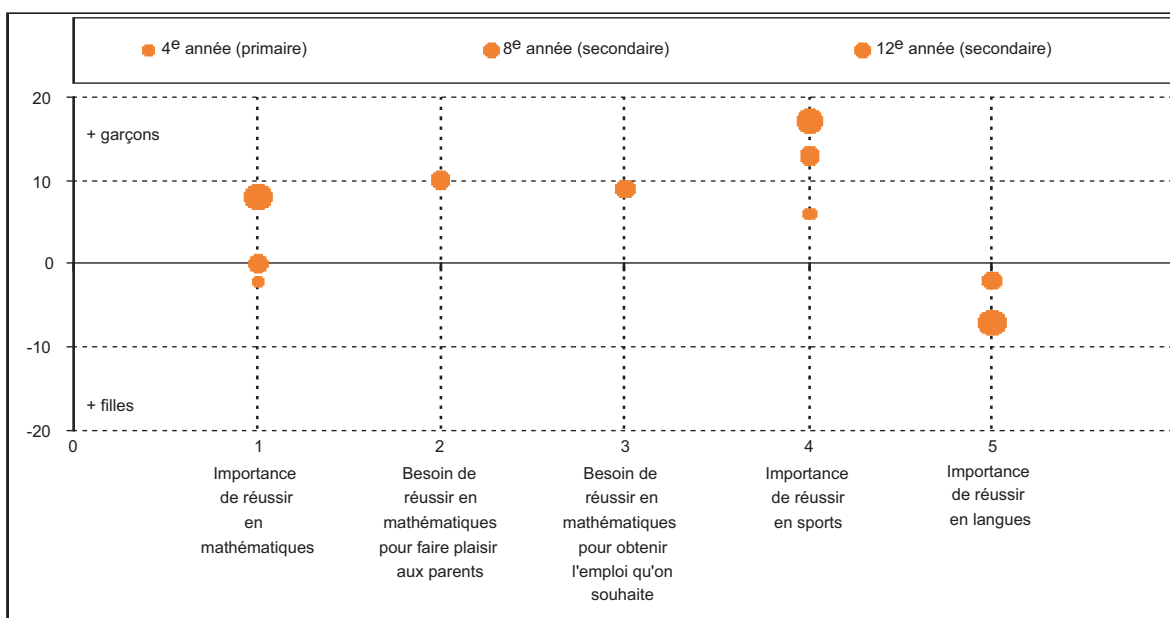 4e année (primaire) 8e année (secondaire) 12e année (secondaire)
20
+ garçons
10
0
-10
+ filles
-20
0 1 2 3 4 5
Importance
de réussir
en
mathématiques
Besoin de
réussir en
mathématiques
pour faire plaisir
aux parents
Besoin de
réussir en
mathématiques
pour obtenir
l'emploi qu'on
souhaite
Importance
de réussir
en sports
Importance
de réussir
en langues